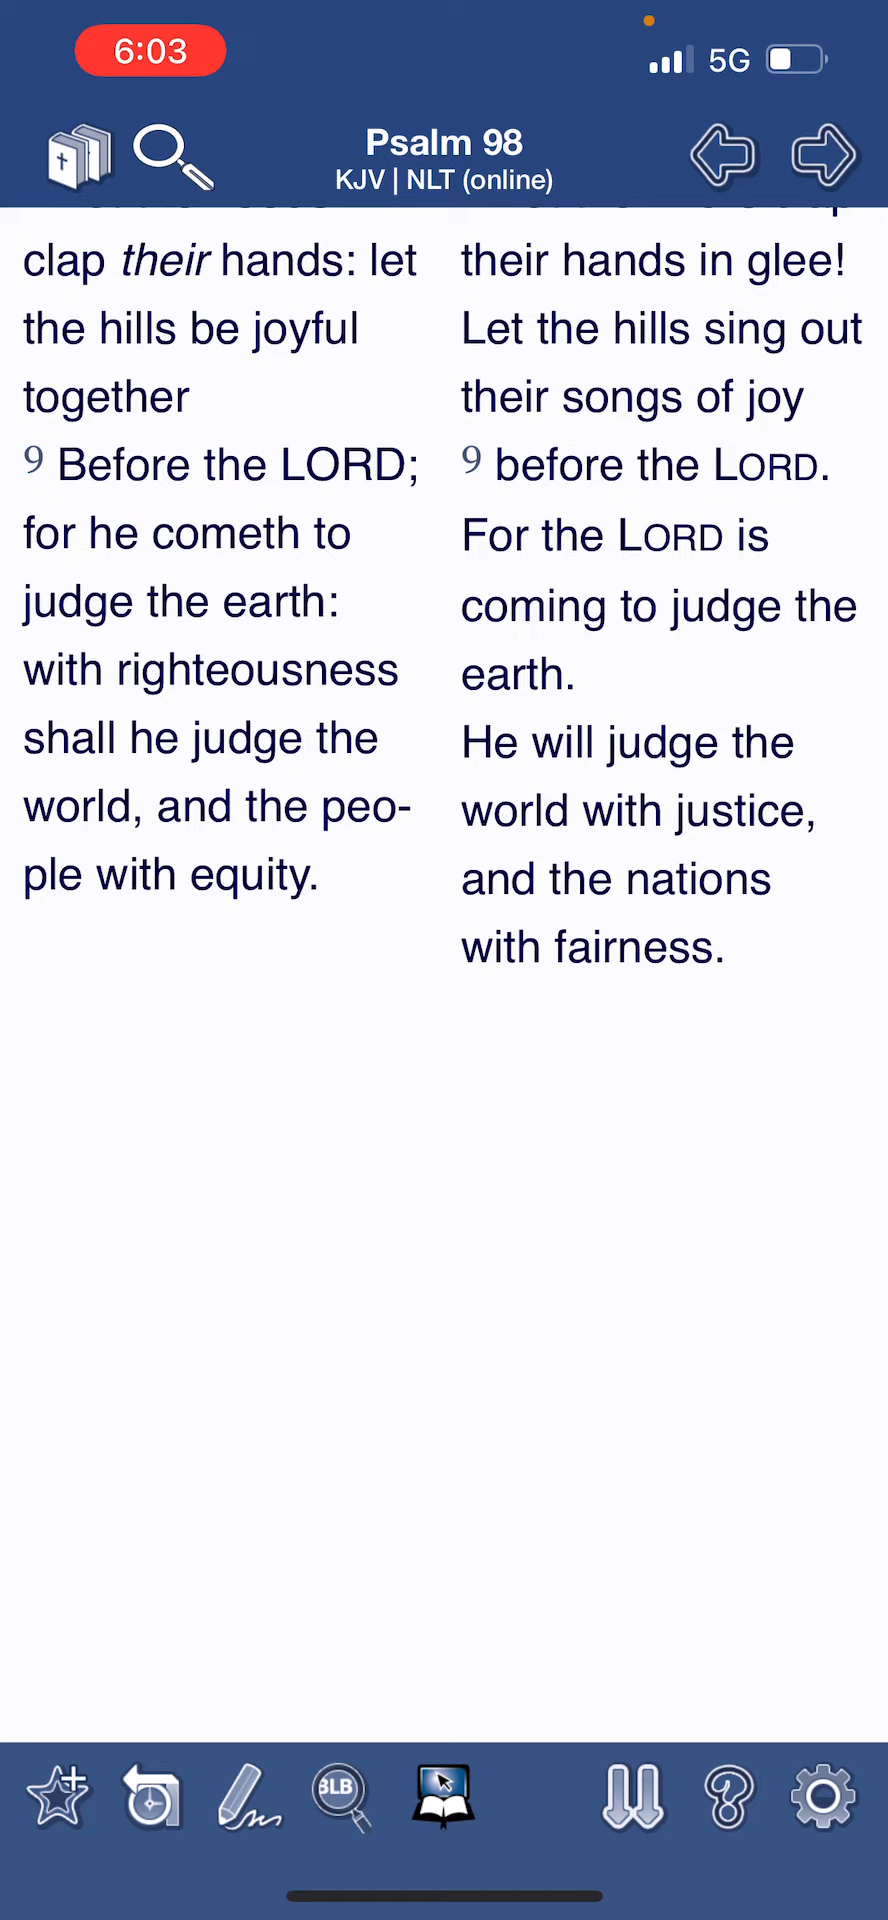 6:03
5G
Psalm 98
KJV | NLT (online)
clap their hands: let
the hills be joyful
together
9 Before the LORD;
for he cometh to
judge the earth:
with righteousness
shall he judge the
world, and the peo-
ple with equity.
their hands in glee!
Let the hills sing out
their songs of joy
9 before the LORD.
For the LORD is
coming to judge the
earth.
He will judge the
world with justice,
and the nations
with fairness.
BLB